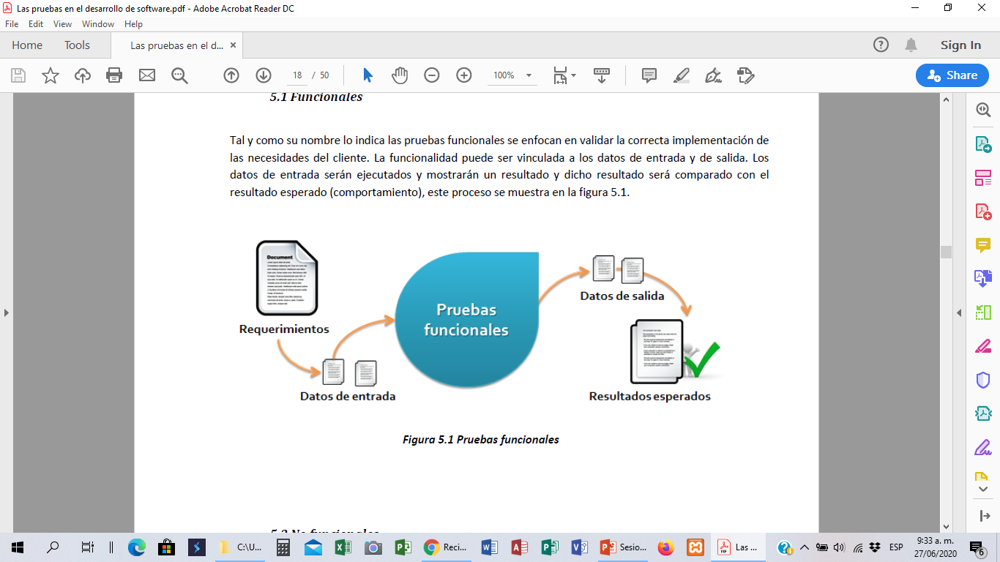 Las pruebas en el desarrollo de software.pdf - Adobe Acrobat Reader DC
File Edit View Window Help
Home Tools Las pruebas en el d... × Sign In
18 / 50 100% Share
5.1 Funcionales
Tal y como su nombre lo indica las pruebas funcionales se enfocan en validar la correcta implementación de
las necesidades del cliente. La funcionalidad puede ser vinculada a los datos de entrada y de salida. Los
datos de entrada serán ejecutados y mostrarán un resultado y dicho resultado será comparado con el
resultado esperado (comportamiento), este proceso se muestra en la figura 5.1.
Document
Requerimientos
Datos de entrada
Pruebas
funcionales
Datos de salida
Resultados esperados
Figura 5.1 Pruebas funcionales
5.2 No funcionales
C:\U... Reci... Sesio... Las ... ESP 9:33 a. m.
27/06/2020 6